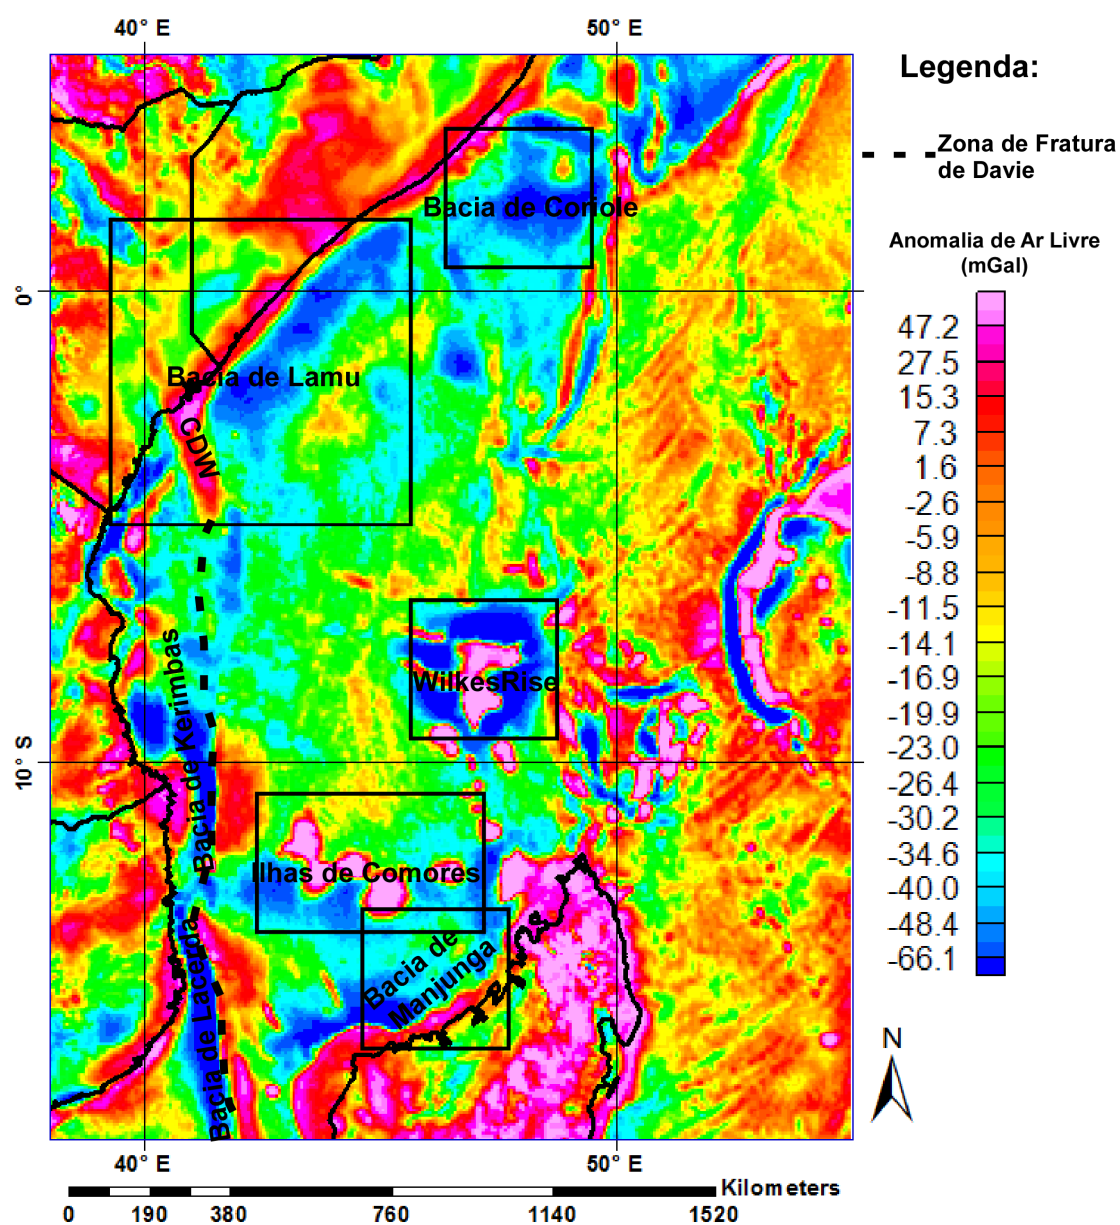 40° E
50° E
Legenda:
Zona de Fratura
de Davie
Anomalia de Ar Livre
(mGal)
47.2
27.5
15.3
7.3
1.6
-2.6
-5.9
-8.8
-11.5
-14.1
-16.9
-19.9
-23.0
-26.4
-30.2
-34.6
-40.0
-48.4
-66.1
0°
10° S
Bacia de Coriole
Bacia de Lamu
CDW
WilkesRise
Bacia de Kerimbas
Ilhas de Comores
Bacia de
Manjunga
Bacia de Lacerda
N
40° E
50° E
Kilometers
0
190
380
760
1140
1520